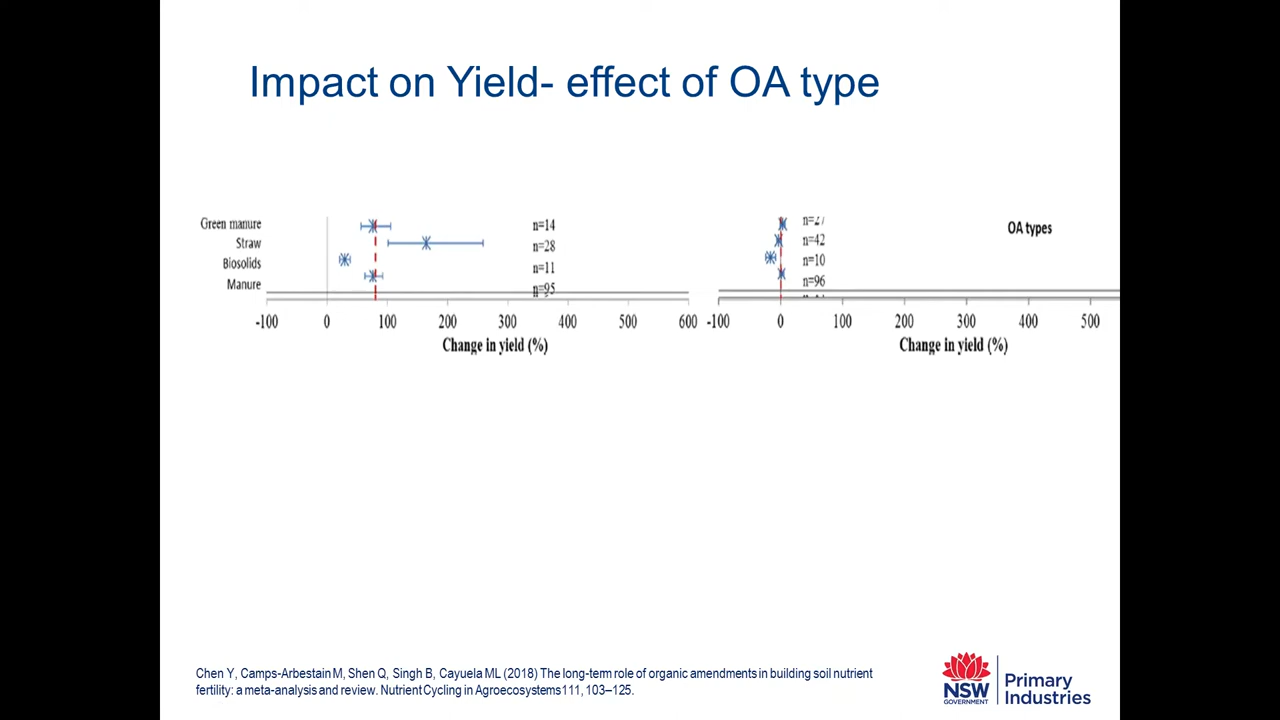 Impact on Yield- effect of OA type
Green manure
Straw
Biosolids
Manure
n=14
n=28
n=11
n=95
-100 0 100 200 300 400 500 600
Change in yield (%)
n=27
n=42
n=10
n=96
OA types
-100 0 100 200 300 400 500
Change in yield (%)
Chen Y, Camps-Arbestain M, Shen Q, Singh B, Cayuela ML (2018) The long-term role of organic amendments in building soil nutrient
fertility: a meta-analysis and review. Nutrient Cycling in Agroecosystems 111, 103–125.
NSW
GOVERNMENT
Primary
Industries